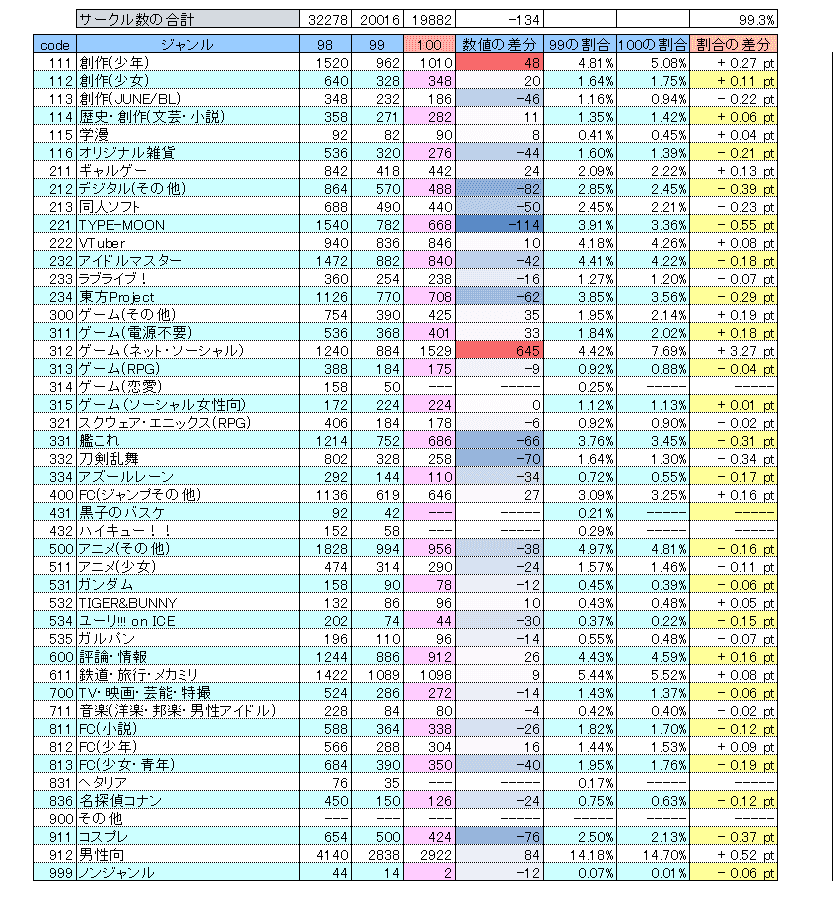 サークル数の合計 32278 20016 19882 −134 99.3%
code ジャンル 98 99 100 数値の差分 99の割合 100の割合 割合の差分
111 創作(少年) 1520 962 1010 48 4.81% 5.08% + 0.27 pt
112 創作(少女) 640 328 348 20 1.64% 1.75% + 0.11 pt
113 創作(JUNE/BL) 348 232 186 −46 1.16% 0.94% − 0.22 pt
114 歴史・創作(文芸・小説) 358 271 282 11 1.35% 1.42% + 0.06 pt
115 学漫 92 82 90 8 0.41% 0.45% + 0.04 pt
116 オリジナル雑貨 536 320 276 −44 1.60% 1.39% − 0.21 pt
211 ギャルゲー 842 418 442 24 2.09% 2.22% + 0.13 pt
212 デジタル(その他) 864 570 488 −82 2.85% 2.45% − 0.39 pt
213 同人ソフト 688 490 440 −50 2.45% 2.21% − 0.23 pt
221 TYPE-MOON 1540 782 668 −114 3.91% 3.36% − 0.55 pt
222 VTuber 940 836 846 10 4.18% 4.26% + 0.08 pt
232 アイドルマスター 1472 882 840 −42 4.41% 4.22% − 0.18 pt
233 ラブライブ！ 360 254 238 −16 1.27% 1.20% − 0.07 pt
234 東方Project 1126 770 708 −62 3.85% 3.56% − 0.29 pt
300 ゲーム(その他) 754 390 425 35 1.95% 2.14% + 0.19 pt
311 ゲーム(電源不要) 536 368 401 33 1.84% 2.02% + 0.18 pt
312 ゲーム(ネット・ソーシャル) 1240 884 1529 645 4.42% 7.69% + 3.27 pt
313 ゲーム(RPG) 388 184 175 −9 0.92% 0.88% − 0.04 pt
314 ゲーム(恋愛) 158 50 --- ----- 0.25% ----- -----
315 ゲーム(ソーシャル女性向) 172 224 224 0 1.12% 1.13% + 0.01 pt
321 スクウェア・エニックス(RPG) 406 184 178 −6 0.92% 0.90% − 0.02 pt
331 艦これ 1214 752 686 −66 3.76% 3.45% − 0.31 pt
332 刀剣乱舞 802 328 258 −70 1.64% 1.30% − 0.34 pt
334 アズールレーン 292 144 110 −34 0.72% 0.55% − 0.17 pt
400 FC(ジャンプその他) 1136 619 646 27 3.09% 3.25% + 0.16 pt
431 黒子のバスケ 92 42 --- ----- 0.21% ----- -----
432 ハイキュー！！ 152 58 --- ----- 0.29% ----- -----
500 アニメ(その他) 1828 994 956 −38 4.97% 4.81% − 0.16 pt
511 アニメ(少女) 474 314 290 −24 1.57% 1.46% − 0.11 pt
531 ガンダム 158 90 78 −12 0.45% 0.39% − 0.06 pt
532 TIGER&BUNNY 132 86 96 10 0.43% 0.48% + 0.05 pt
534 ユーリ!!! on ICE 202 74 44 −30 0.37% 0.22% − 0.15 pt
535 ガルパン 196 110 96 −14 0.55% 0.48% − 0.07 pt
600 評論・情報 1244 886 912 26 4.43% 4.59% + 0.16 pt
611 鉄道・旅行・メカミリ 1422 1089 1098 9 5.44% 5.52% + 0.08 pt
700 TV・映画・芸能・特撮 524 286 272 −14 1.43% 1.37% − 0.06 pt
711 音楽(洋楽・邦楽・男性アイドル) 228 84 80 −4 0.42% 0.40% − 0.02 pt
811 FC(小説) 588 364 338 −26 1.82% 1.70% − 0.12 pt
812 FC(少年) 566 288 304 16 1.44% 1.53% + 0.09 pt
813 FC(少女・青年) 684 390 350 −40 1.95% 1.76% − 0.19 pt
831 ヘタリア 76 35 --- ----- 0.17% ----- -----
836 名探偵コナン 450 150 126 −24 0.75% 0.63% − 0.12 pt
900 その他 --- --- --- ----- ----- ----- -----
911 コスプレ 654 500 424 −76 2.50% 2.13% − 0.37 pt
912 男性向 4140 2838 2922 84 14.18% 14.70% + 0.52 pt
999 ノンジャンル 44 14 2 −12 0.07% 0.01% − 0.06 pt